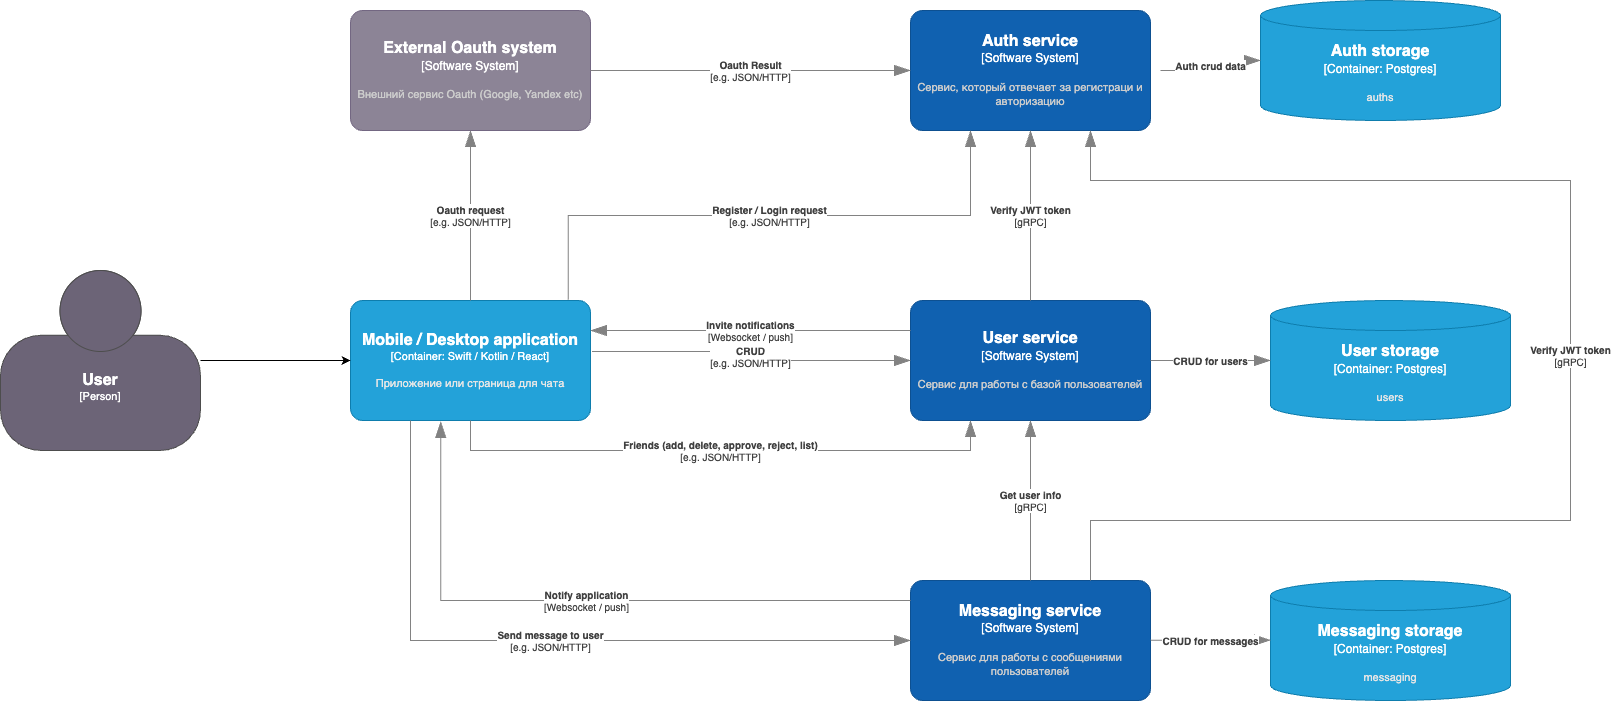 External Oauth system
[Software System]
Внешний сервис Oauth (Google, Yandex etc)
Oauth Result
[e.g. JSON/HTTP]
Auth service
[Software System]
Сервис, который отвечает за регистраци и
авторизацию
Auth crud data
Auth storage
[Container: Postgres]
auths
Oauth request
[e.g. JSON/HTTP]
Register / Login request
[e.g. JSON/HTTP]
Verify JWT token
[gRPC]
User
[Person]
Mobile / Desktop application
[Container: Swift / Kotlin / React]
Приложение или страница для чата
Invite notifications
[Websocket / push]
CRUD
[e.g. JSON/HTTP]
User service
[Software System]
Сервис для работы с базой пользователей
CRUD for users
User storage
[Container: Postgres]
users
Verify JWT token
[gRPC]
Friends (add, delete, approve, reject, list)
[e.g. JSON/HTTP]
Get user info
[gRPC]
Notify application
[Websocket / push]
Send message to user
[e.g. JSON/HTTP]
Messaging service
[Software System]
Сервис для работы с сообщениями
пользователей
CRUD for messages
Messaging storage
[Container: Postgres]
messaging